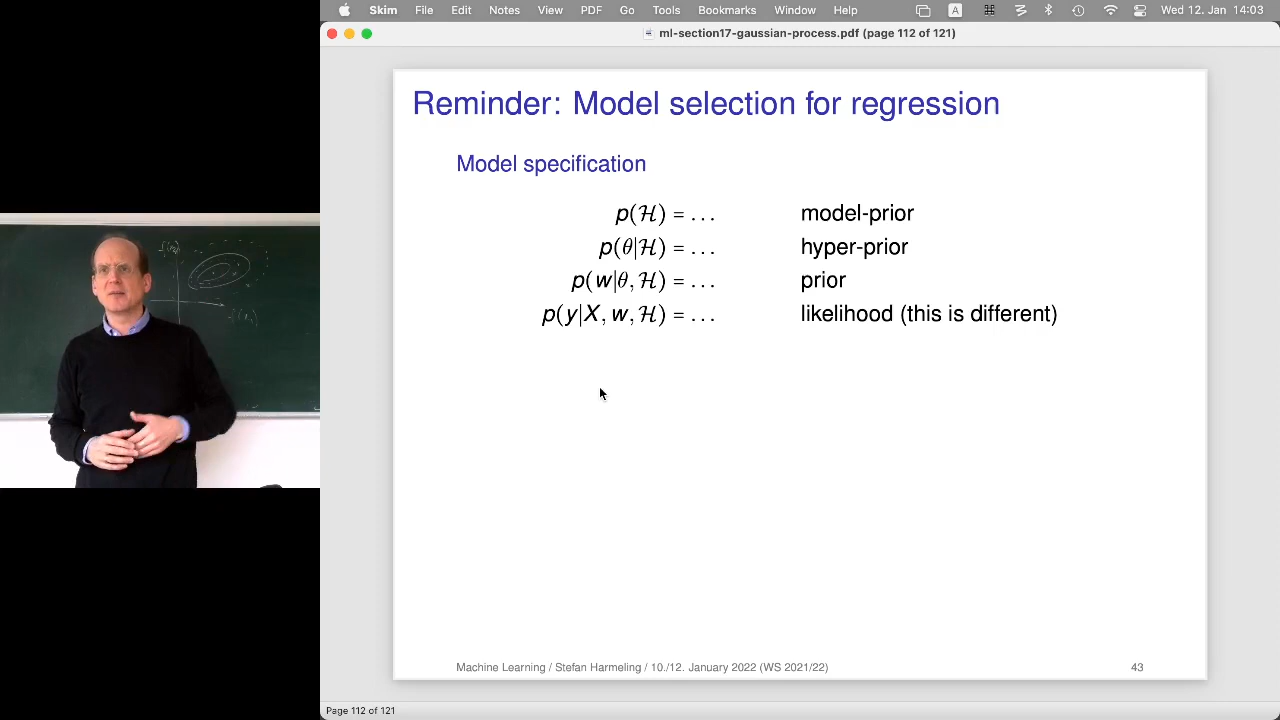 Skim File Edit Notes View PDF Go Tools Bookmarks Window Help A Wed 12. Jan 14:03
ml-section17-gaussian-process.pdf (page 112 of 121)
Reminder: Model selection for regression
Model specification
p(ℋ) = ... model-prior
p(θ|ℋ) = ... hyper-prior
p(w|θ, ℋ) = ... prior
p(y|X, w, ℋ) = ... likelihood (this is different)
Machine Learning / Stefan Harmeling / 10./12. January 2022 (WS 2021/22) 43
Page 112 of 121